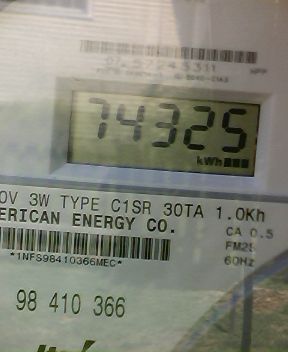 74325
kWh
0V 3W TYPE C1SR 30TA 1.0Kh
ERICAN ENERGY CO.
CA 0.5
FM2S
60Hz
*1NFS98410366MEC*
98 410 366